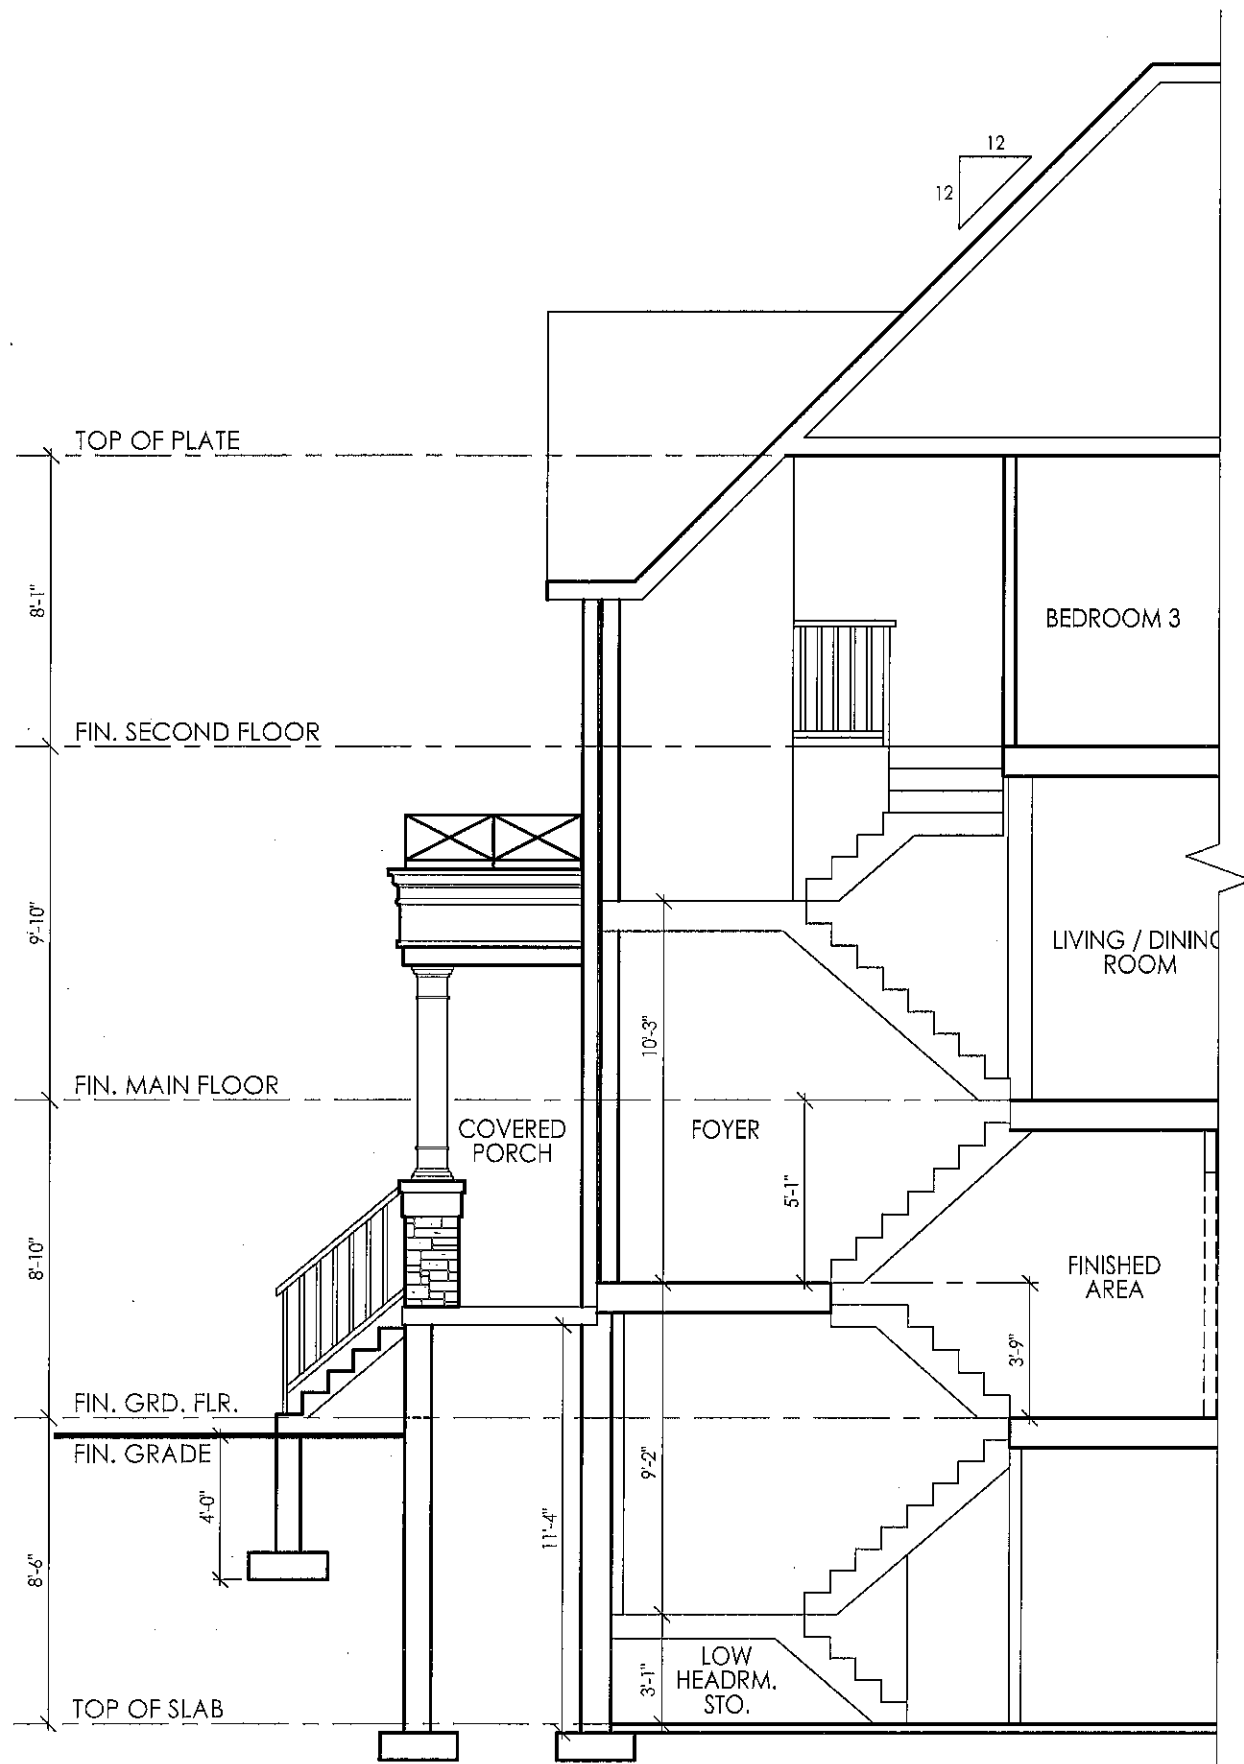 12
12
TOP OF PLATE
8'-1"
BEDROOM 3
FIN. SECOND FLOOR
9'-10"
LIVING / DINING
ROOM
10'-3"
FIN. MAIN FLOOR
COVERED
PORCH
FOYER
5'-1"
8'-10"
FINISHED
AREA
3'-9"
FIN. GRD. FLR.
FIN. GRADE
4'-0"
9'-2"
11'-4"
8'-6"
LOW
HEADRM.
STO.
3'-1"
TOP OF SLAB